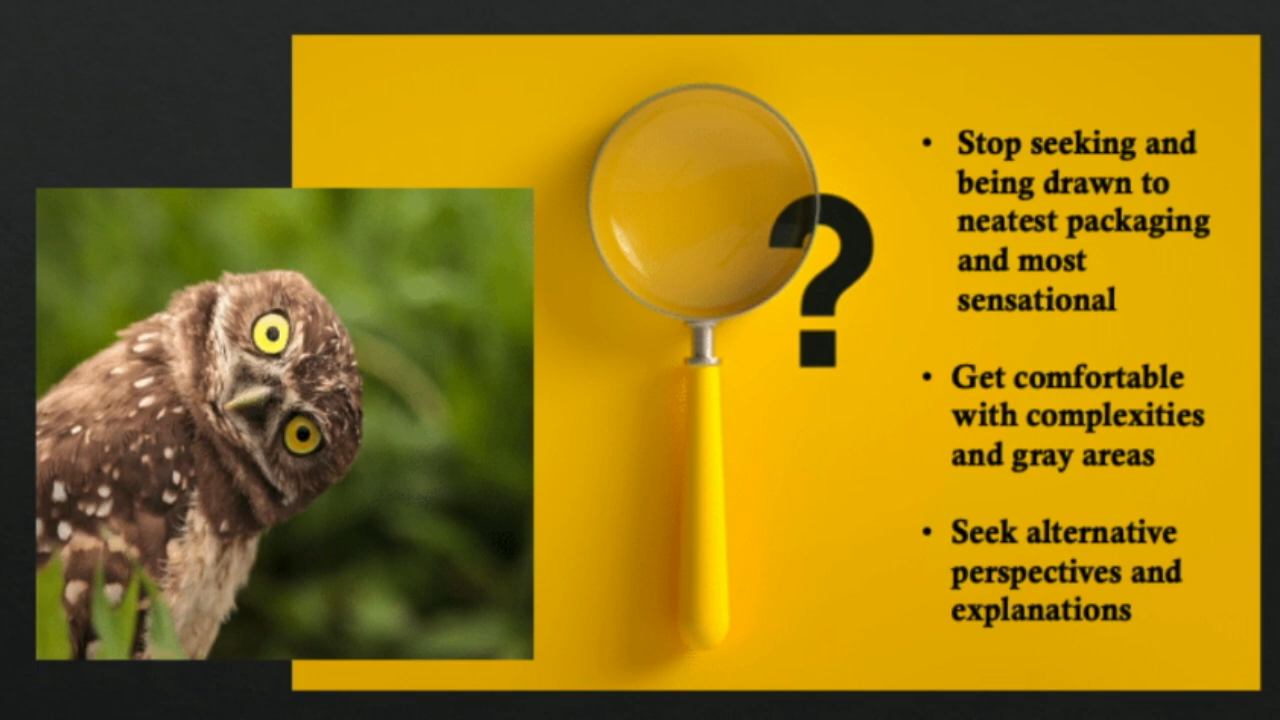 ?
• Stop seeking and
being drawn to
neatest packaging
and most
sensational
• Get comfortable
with complexities
and gray areas
• Seek alternative
perspectives and
explanations